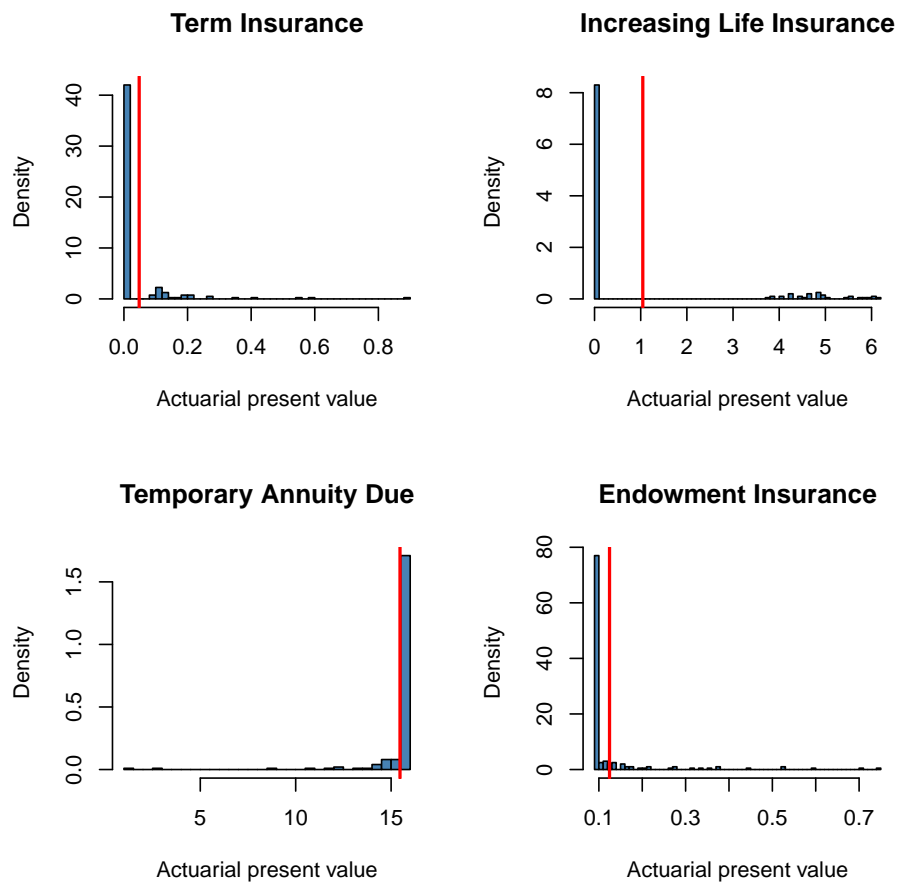 Term Insurance
Density
0 10 20 30 40
0.0 0.2 0.4 0.6 0.8
Actuarial present value
Increasing Life Insurance
Density
0 2 4 6 8
0 1 2 3 4 5 6
Actuarial present value
Temporary Annuity Due
Density
0.0 0.5 1.0 1.5
5 10 15
Actuarial present value
Endowment Insurance
Density
0 20 40 60 80
0.1 0.3 0.5 0.7
Actuarial present value